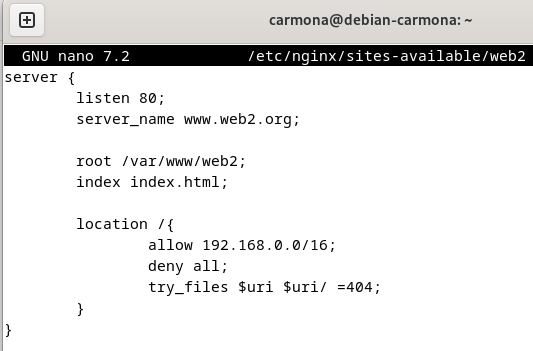 carmona@debian-carmona: ~
GNU nano 7.2 /etc/nginx/sites-available/web2
server {
        listen 80;
        server_name www.web2.org;

        root /var/www/web2;
        index index.html;

        location /{
                allow 192.168.0.0/16;
                deny all;
                try_files $uri $uri/ =404;
        }
}